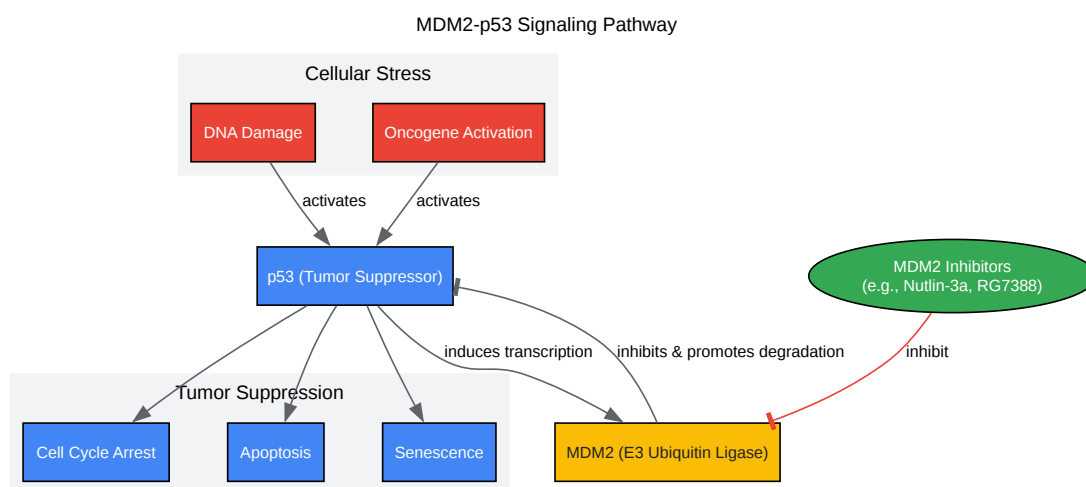 MDM2-p53 Signaling Pathway
Cellular Stress
DNA Damage
Oncogene Activation
activates
activates
p53 (Tumor Suppressor)
MDM2 Inhibitors
(e.g., Nutlin-3a, RG7388)
induces transcription
inhibits & promotes degradation
inhibit
Tumor Suppression
Cell Cycle Arrest
Apoptosis
Senescence
MDM2 (E3 Ubiquitin Ligase)